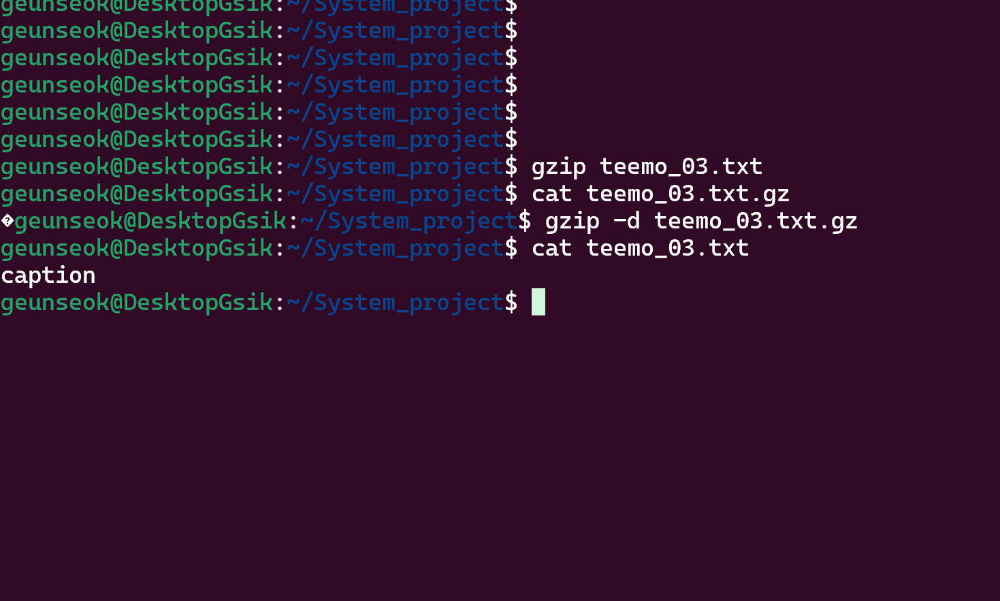 geunseok@DesktopGsik:~/System_project$
geunseok@DesktopGsik:~/System_project$
geunseok@DesktopGsik:~/System_project$
geunseok@DesktopGsik:~/System_project$
geunseok@DesktopGsik:~/System_project$
geunseok@DesktopGsik:~/System_project$
geunseok@DesktopGsik:~/System_project$ gzip teemo_03.txt
geunseok@DesktopGsik:~/System_project$ cat teemo_03.txt.gz
�geunseok@DesktopGsik:~/System_project$ gzip -d teemo_03.txt.gz
geunseok@DesktopGsik:~/System_project$ cat teemo_03.txt
caption
geunseok@DesktopGsik:~/System_project$